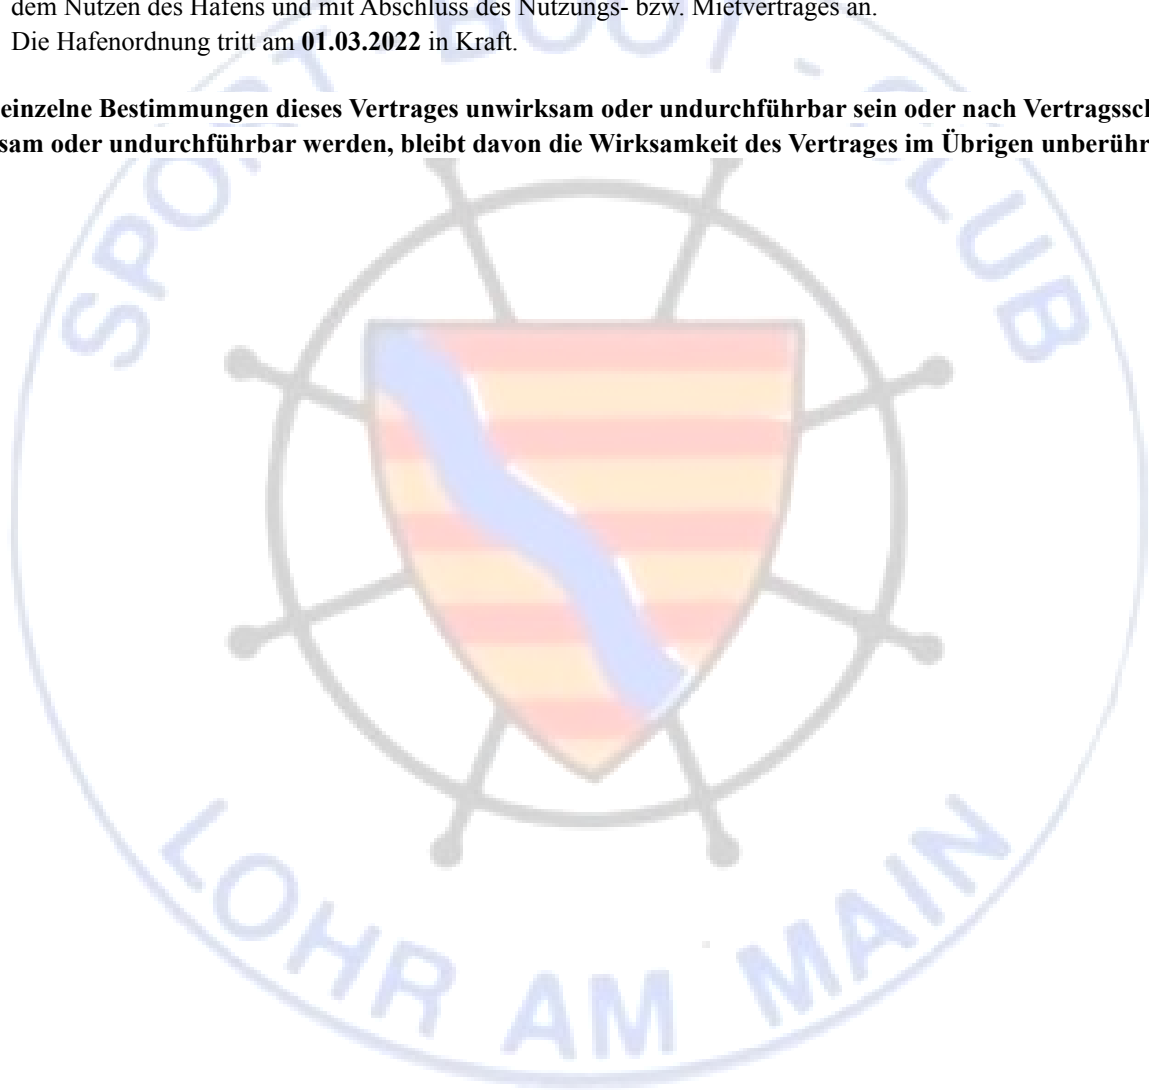 dem Nutzen des Hafens und mit Abschluss des Nutzungs- bzw. Mietvertrages an.
Die Hafenordnung tritt am 01.03.2022 in Kraft.
einzelne Bestimmungen dieses Vertrages unwirksam oder undurchführbar sein oder nach Vertragssch
sam oder undurchführbar werden, bleibt davon die Wirksamkeit des Vertrages im Übrigen unberühr
SPORT BOOT-CLUB
LOHR AM MAIN